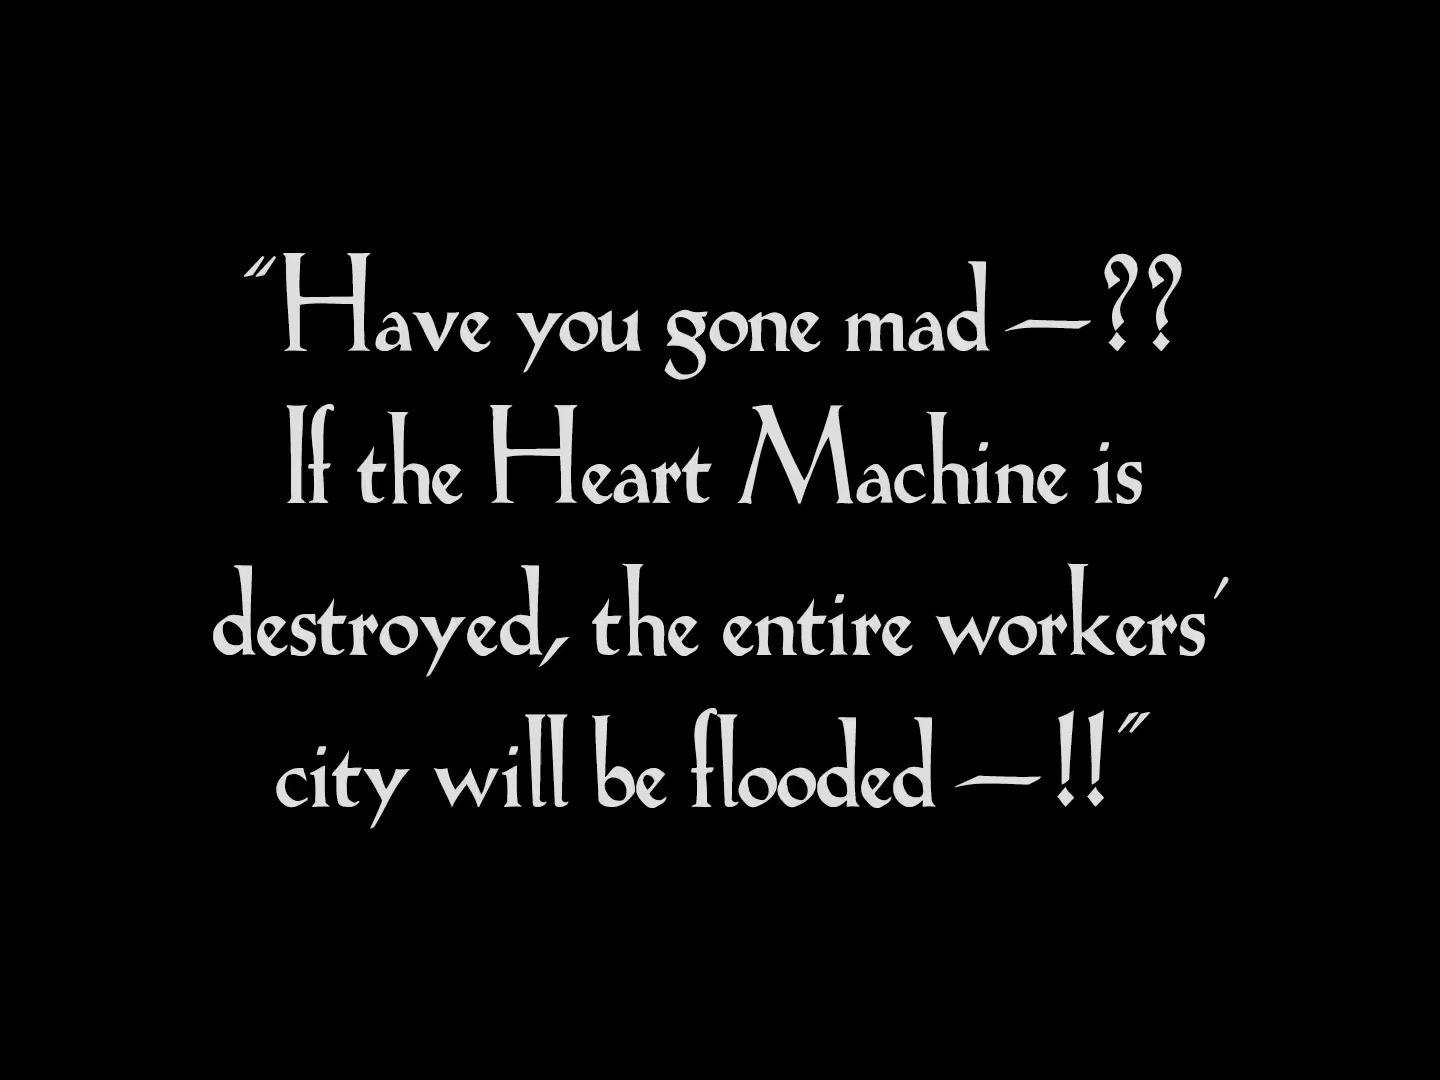 "Have you gone mad—??
If the Heart Machine is
destroyed, the entire workers'
city will be flooded—!!"